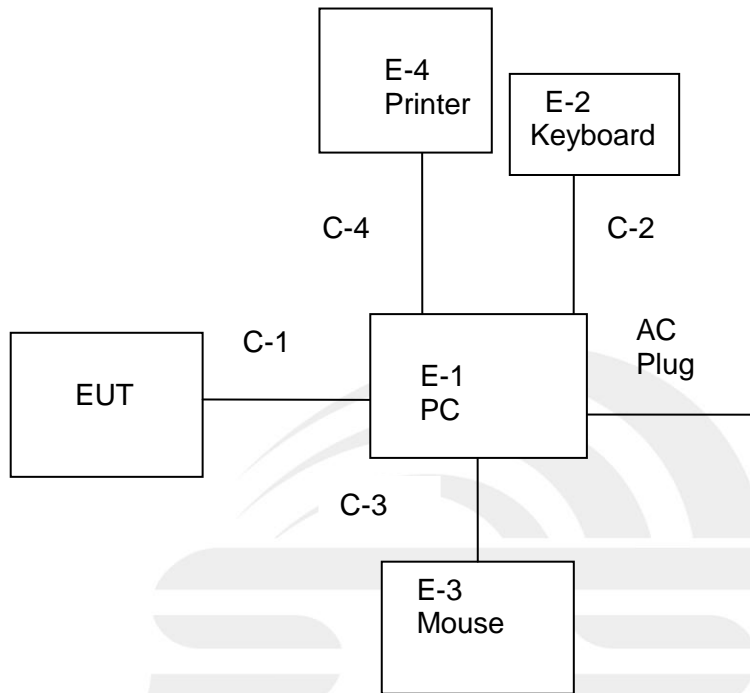 E-4
Printer
E-2
Keyboard
C-4
C-2
C-1
AC
Plug
EUT
E-1
PC
C-3
E-3
Mouse